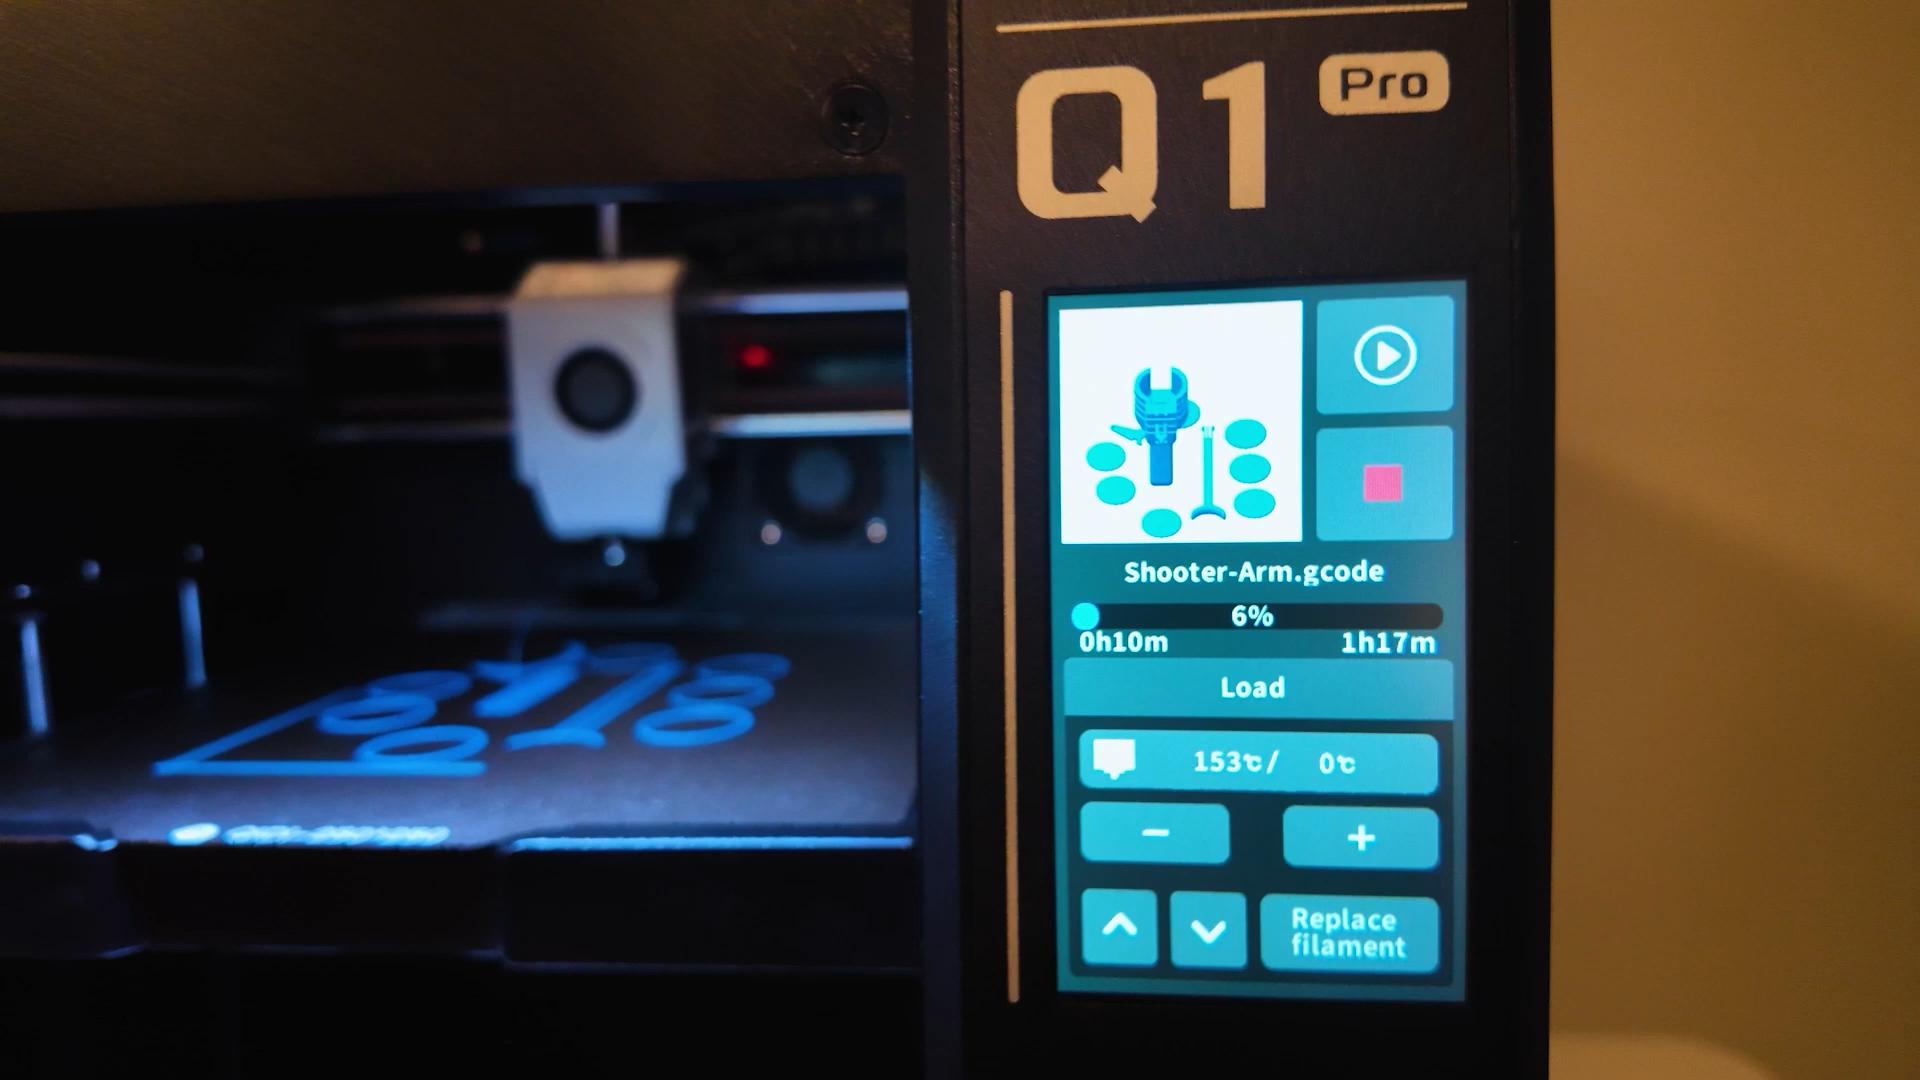 Q1 Pro
Shooter-Arm.gcode
6%
0h10m 1h17m
Load
153℃/ 0℃
Replace
filament